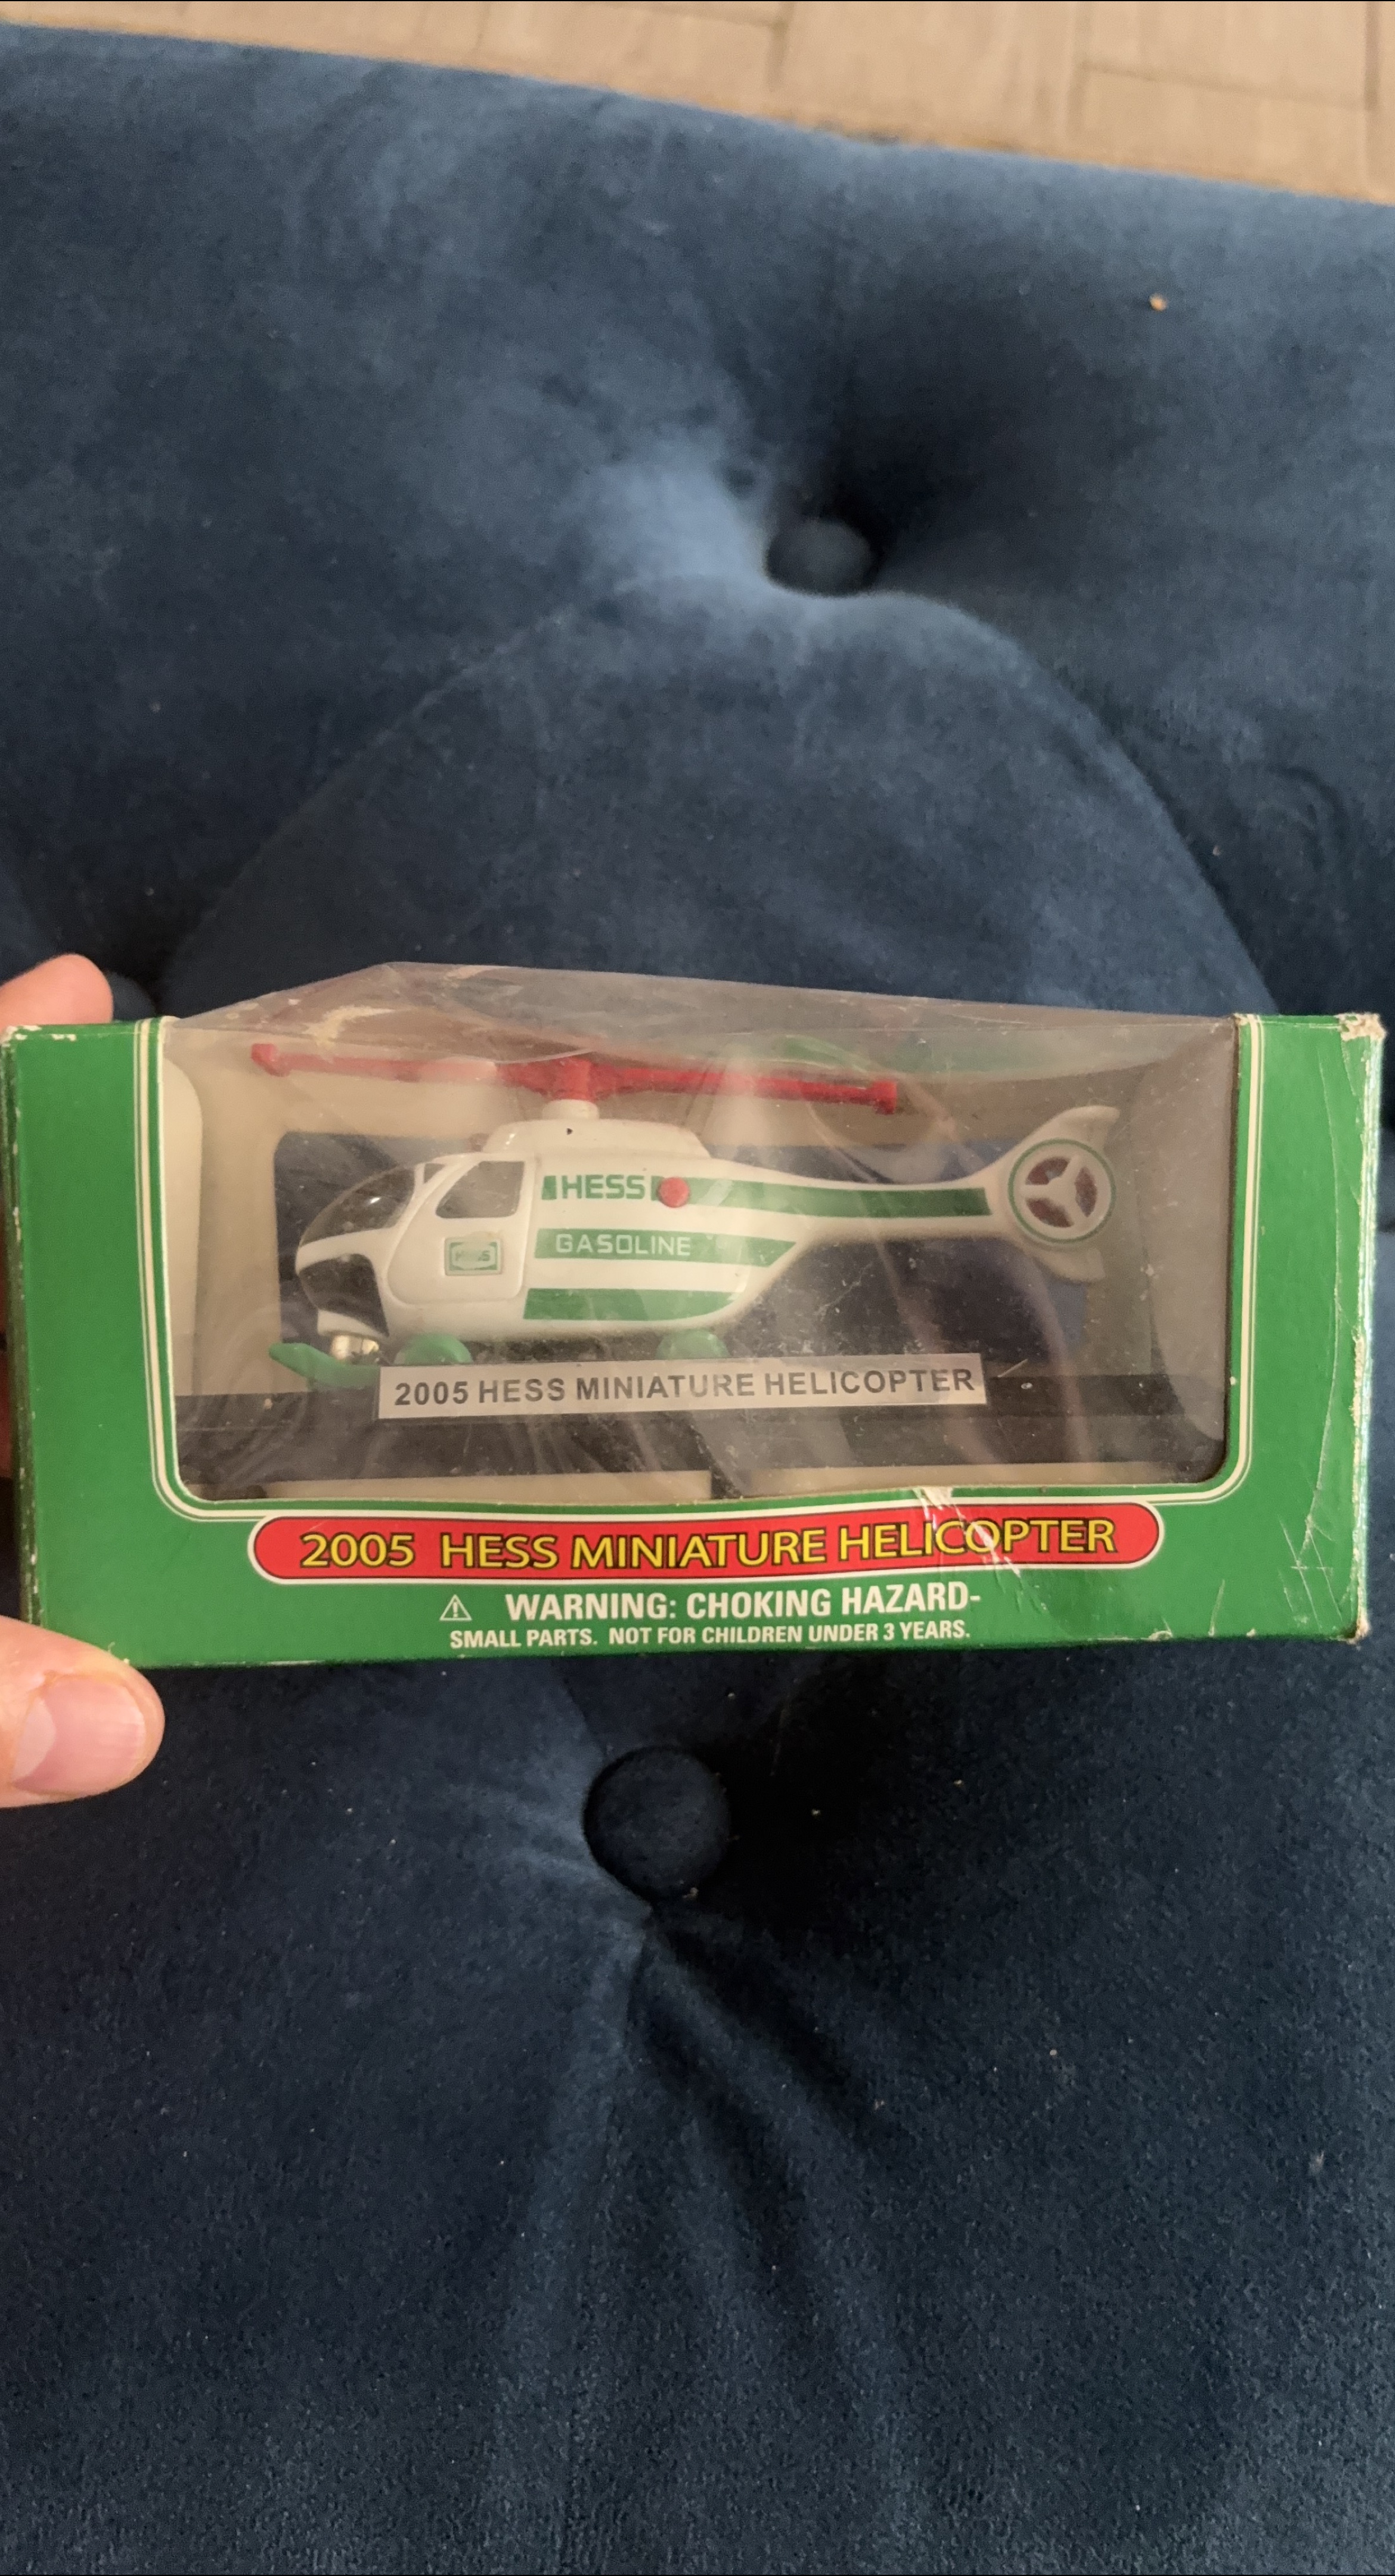 HESS
GASOLINE
HESS
2005 HESS MINIATURE HELICOPTER
2005 HESS MINIATURE HELICOPTER
WARNING: CHOKING HAZARD-
SMALL PARTS. NOT FOR CHILDREN UNDER 3 YEARS.